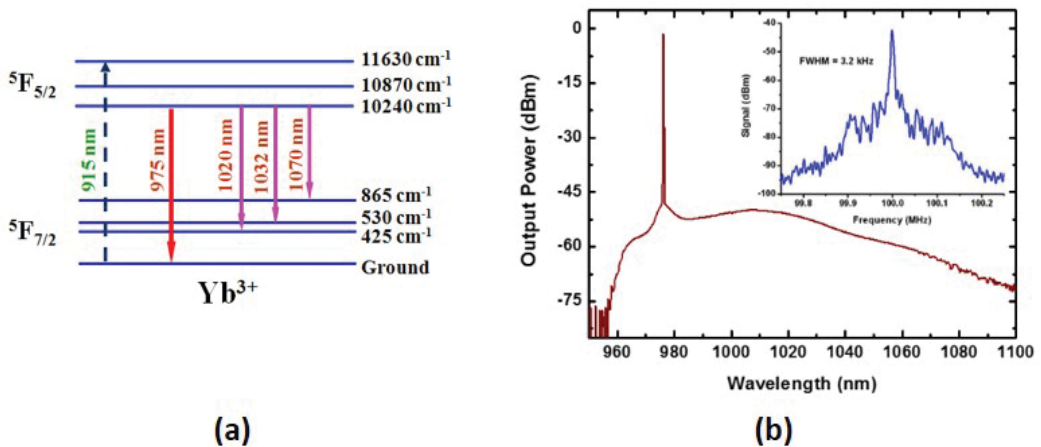 11630 cm⁻¹
⁵F₅/₂
10870 cm⁻¹
10240 cm⁻¹
915 nm
975 nm
1020 nm
1032 nm
1070 nm
865 cm⁻¹
530 cm⁻¹
⁵F₇/₂
425 cm⁻¹
Ground
Yb³⁺
(a)
Output Power (dBm)
0
-15
-30
-45
-60
-75
960 980 1000 1020 1040 1060 1080 1100
Wavelength (nm)
Signal (dBm)
-40
-50
-60
-70
-80
-90
-100
FWHM = 3.2 kHz
99.8 99.9 100.0 100.1 100.2
Frequency (MHz)
(b)